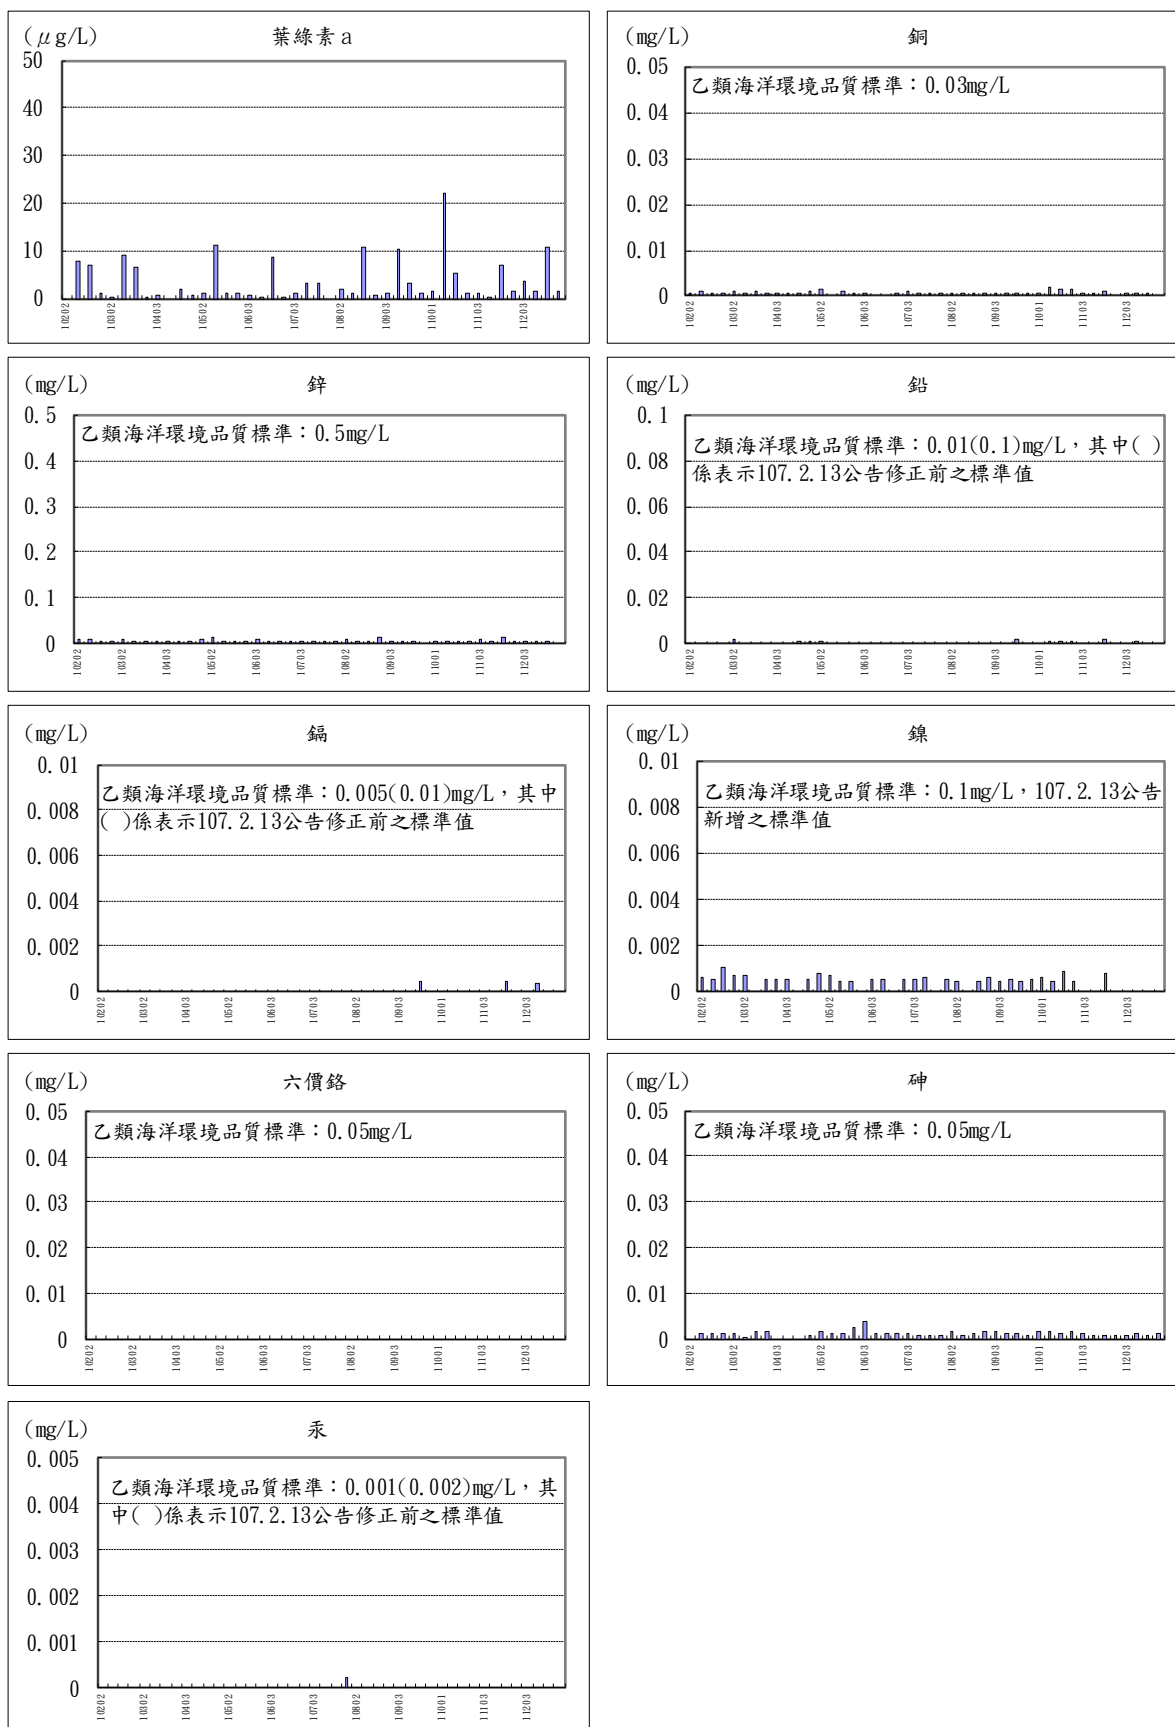 (μg/L) 葉綠素a
50
40
30
20
10
0
10202 10302 10403 10502 10603 10703 10802 10903 11001 11103 11203
(mg/L) 銅
0.05
乙類海洋環境品質標準：0.03mg/L
0.04
0.03
0.02
0.01
0
10202 10302 10403 10502 10603 10703 10802 10903 11001 11103 11203
(mg/L) 鋅
0.5
乙類海洋環境品質標準：0.5mg/L
0.4
0.3
0.2
0.1
0
10202 10302 10403 10502 10603 10703 10802 10903 11001 11103 11203
(mg/L) 鉛
0.1
乙類海洋環境品質標準：0.01(0.1)mg/L，其中( )
係表示107.2.13公告修正前之標準值
0.08
0.06
0.04
0.02
0
10202 10302 10403 10502 10603 10703 10802 10903 11001 11103 11203
(mg/L) 鎘
0.01
乙類海洋環境品質標準：0.005(0.01)mg/L，其中
( )係表示107.2.13公告修正前之標準值
0.008
0.006
0.004
0.002
0
10202 10302 10403 10502 10603 10703 10802 10903 11001 11103 11203
(mg/L) 鎳
0.01
乙類海洋環境品質標準：0.1mg/L，107.2.13公告
新增之標準值
0.008
0.006
0.004
0.002
0
10202 10302 10403 10502 10603 10703 10802 10903 11001 11103 11203
(mg/L) 六價鉻
0.05
乙類海洋環境品質標準：0.05mg/L
0.04
0.03
0.02
0.01
0
10202 10302 10403 10502 10603 10703 10802 10903 11001 11103 11203
(mg/L) 砷
0.05
乙類海洋環境品質標準：0.05mg/L
0.04
0.03
0.02
0.01
0
10202 10302 10403 10502 10603 10703 10802 10903 11001 11103 11203
(mg/L) 汞
0.005
乙類海洋環境品質標準：0.001(0.002)mg/L，其
中( )係表示107.2.13公告修正前之標準值
0.004
0.003
0.002
0.001
0
10202 10302 10403 10502 10603 10703 10802 10903 11001 11103 11203